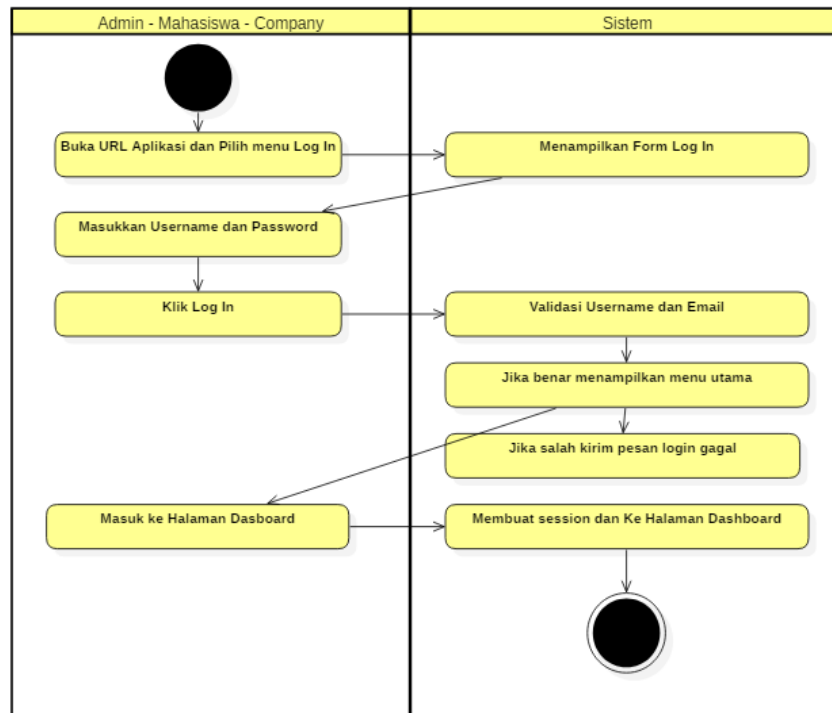 Admin - Mahasiswa - Company
Sistem
Buka URL Aplikasi dan Pilih menu Log In
Menampilkan Form Log In
Masukkan Username dan Password
Klik Log In
Validasi Username dan Email
Jika benar menampilkan menu utama
Jika salah kirim pesan login gagal
Masuk ke Halaman Dasboard
Membuat session dan Ke Halaman Dashboard